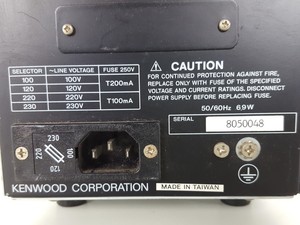 CAUTION
FOR CONTINUED PROTECTION AGAINST FIRE,
REPLACE ONLY WITH FUSE OF THE SPECIFIED
VOLTAGE AND CURRENT RATINGS. DISCONNECT
POWER SUPPLY BEFORE REPLACING FUSE.
50/60Hz 6,9W
SELECTOR ~LINE VOLTAGE FUSE 250V
100 100V T200mA
120 120V
220 220V T100mA
230 230V
SERIAL 8050048
230
220 100
120
KENWOOD CORPORATION MADE IN TAIWAN